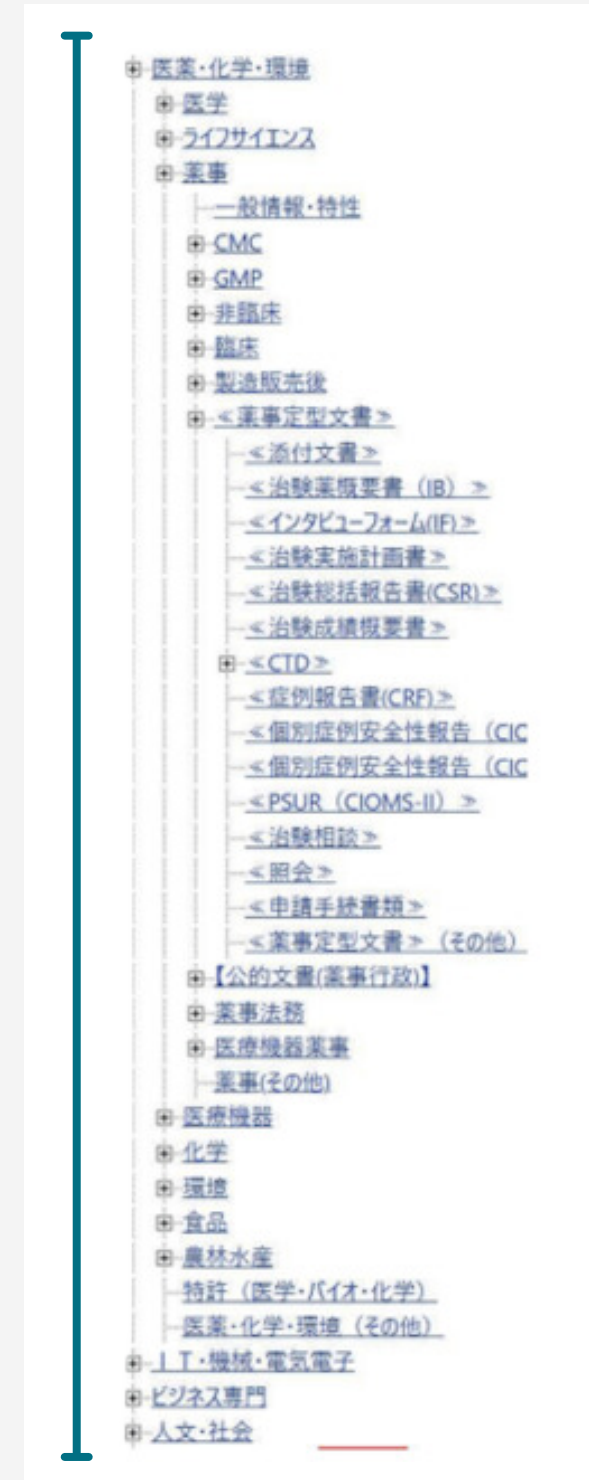 医薬・化学・環境
医学
ライフサイエンス
薬事
一般情報・特性
CMC
GMP
非臨床
臨床
製造販売後
≪薬事定型文書≫
≪添付文書≫
≪治験薬概要書（IB）≫
≪インタビューフォーム(IF)≫
≪治験実施計画書≫
≪治験総括報告書(CSR)≫
≪治験成績概要書≫
≪CTD≫
≪症例報告書(CRF)≫
≪個別症例安全性報告（CIC
≪個別症例安全性報告（CIC
≪PSUR（CIOMS-II）≫
≪治験相談≫
≪照会≫
≪申請手続書類≫
≪薬事定型文書≫（その他）
【公的文書(薬事行政)】
薬事法務
医療機器薬事
薬事(その他)
医療機器
化学
環境
食品
農林水産
特許（医学・バイオ・化学）
医薬・化学・環境（その他）
ＩＴ・機械・電気電子
ビジネス専門
人文・社会